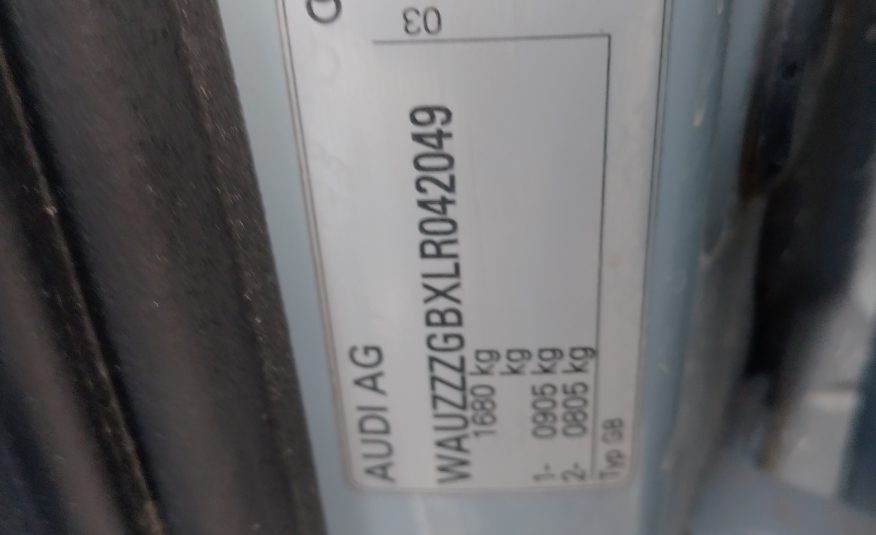 AUDI AG
WAUZZZGBXLR042049
1680 kg
kg
1- 0905 kg
2- 0805 kg
Typ GB
03